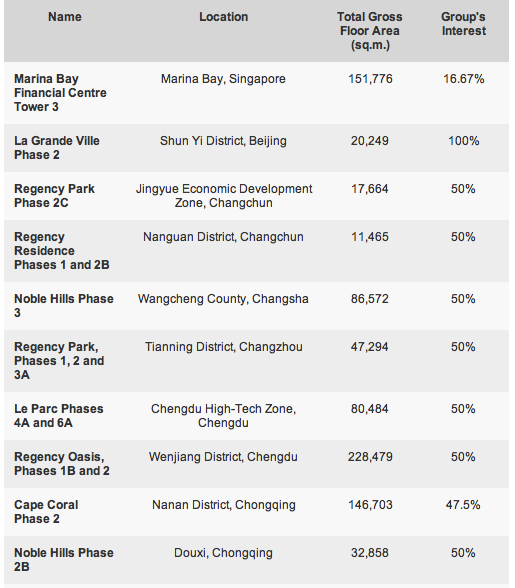 Name Location Total Gross Group's
Floor Area Interest
(sq.m.)
Marina Bay Marina Bay, Singapore 151,776 16.67%
Financial Centre
Tower 3
La Grande Ville Shun Yi District, Beijing 20,249 100%
Phase 2
Regency Park Jingyue Economic Development 17,664 50%
Phase 2C Zone, Changchun
Regency Nanguan District, Changchun 11,465 50%
Residence
Phases 1 and 2B
Noble Hills Phase Wangcheng County, Changsha 86,572 50%
3
Regency Park, Tianning District, Changzhou 47,294 50%
Phases 1, 2 and
3A
Le Parc Phases Chengdu High-Tech Zone, 80,484 50%
4A and 6A Chengdu
Regency Oasis, Wenjiang District, Chengdu 228,479 50%
Phases 1B and 2
Cape Coral Nanan District, Chongqing 146,703 47.5%
Phase 2
Noble Hills Phase Douxi, Chongqing 32,858 50%
2B